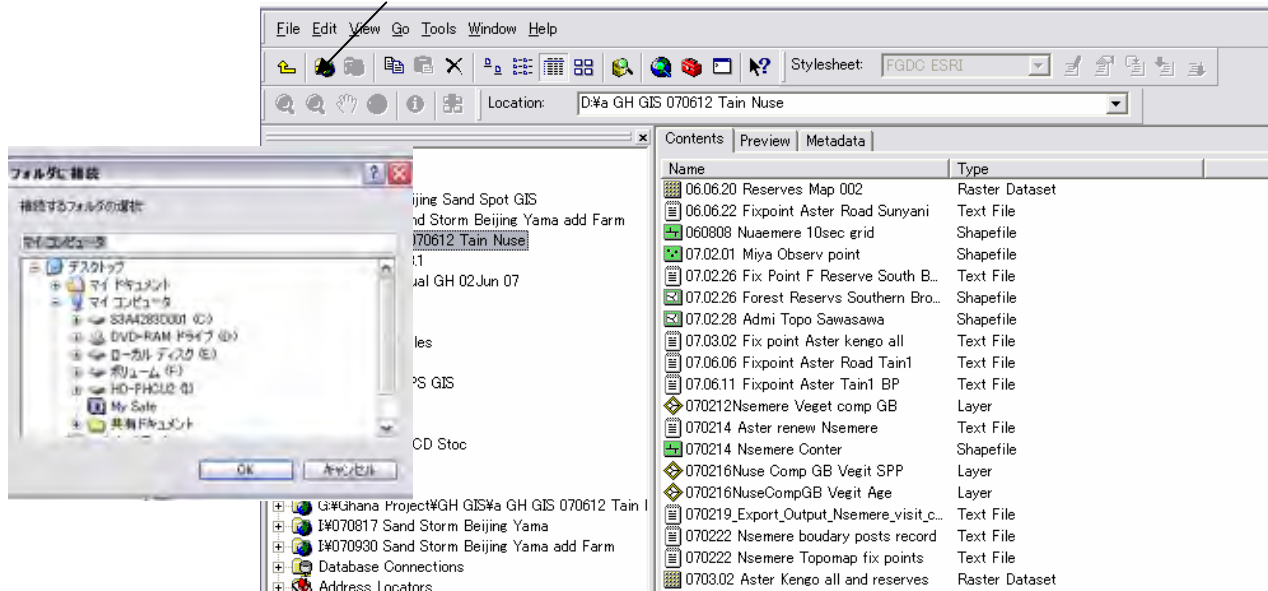 File Edit View Go Tools Window Help
Stylesheet: FGDC ESRI
Location: D:¥a GH GIS 070612 Tain Nuse
Contents Preview Metadata
Name Type
06.06.20 Reserves Map 002 Raster Dataset
06.06.22 Fixpoint Aster Road Sunyani Text File
060808 Nuaemere 10sec grid Shapefile
07.02.01 Miya Observ point Shapefile
07.02.26 Fix Point F Reserve South B... Text File
07.02.26 Forest Reservs Southern Bro... Shapefile
07.02.28 Admi Topo Sawasawa Shapefile
07.03.02 Fix point Aster kengo all Text File
07.06.06 Fixpoint Aster Road Tain1 Text File
07.06.11 Fixpoint Aster Tain1 BP Text File
070212Nsemere Veget comp GB Layer
070214 Aster renew Nsemere Text File
070214 Nsemere Conter Shapefile
070216Nuse Comp GB Vegit SPP Layer
070216NuseCompGB Vegit Age Layer
070219_Export_Output_Nsemere_visit_c... Text File
070222 Nsemere boudary posts record Text File
070222 Nsemere Topomap fix points Text File
0703.02 Aster Kengo all and reserves Raster Dataset
フォルダに接続
接続するフォルダの選択:
マイ コンピュータ
デスクトップ
マイ ドキュメント
マイ コンピュータ
S3A4283D001 (C:)
DVD-RAM ドライブ (D:)
ローカル ディスク (E:)
ボリューム (F:)
HD-PHCU2 (I:)
My Safe
共有ドキュメント
OK キャンセル
ijing Sand Spot GIS
nd Storm Beijing Yama add Farm
070612 Tain Nuse
3.1
ual GH 02Jun 07
les
PS GIS
CD Stoc
G:¥Ghana Project¥GH GIS¥a GH GIS 070612 Tain
I:¥070817 Sand Storm Beijing Yama
I:¥070930 Sand Storm Beijing Yama add Farm
Database Connections
Address Locators